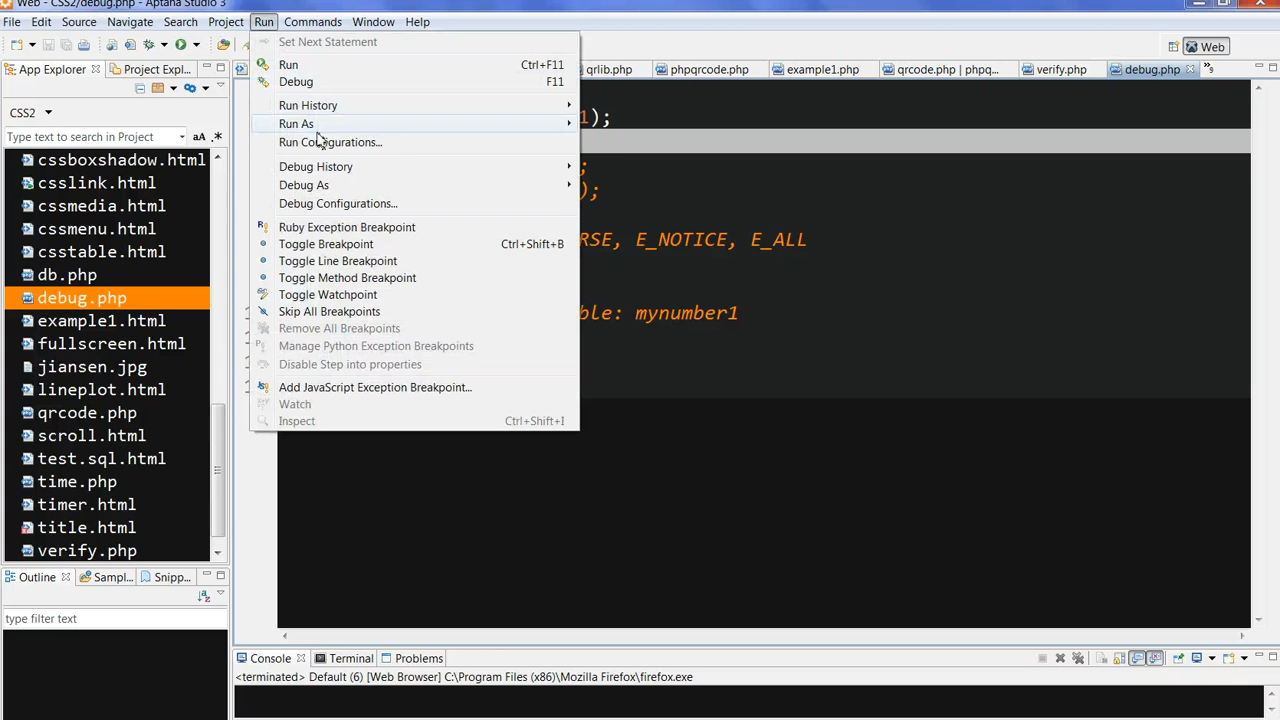 Web - CSS2/debug.php - Aptana Studio 3
File Edit Source Navigate Search Project Run Commands Window Help
Web
App Explorer Project Expl...
qrlib.php phpqrcode.php example1.php qrcode.php | phpq... verify.php debug.php »9
CSS2
Type text to search in Project aA .*
cssboxshadow.html
csslink.html
cssmedia.html
cssmenu.html
csstable.html
db.php
debug.php
example1.html
fullscreen.html
jiansen.jpg
lineplot.html
qrcode.php
scroll.html
test.sql.html
time.php
timer.html
title.html
verify.php
Outline Sampl... Snipp...
type filter text
Set Next Statement
Run Ctrl+F11
Debug F11
Run History
Run As
Run Configurations...
Debug History
Debug As
Debug Configurations...
Ruby Exception Breakpoint
Toggle Breakpoint Ctrl+Shift+B
Toggle Line Breakpoint
Toggle Method Breakpoint
Toggle Watchpoint
Skip All Breakpoints
Remove All Breakpoints
Manage Python Exception Breakpoints
Disable Step into properties
Add JavaScript Exception Breakpoint...
Watch
Inspect Ctrl+Shift+I
1);
;
);
RSE, E_NOTICE, E_ALL
ble: mynumber1
Console Terminal Problems
<terminated> Default (6) [Web Browser] C:\Program Files (x86)\Mozilla Firefox\firefox.exe